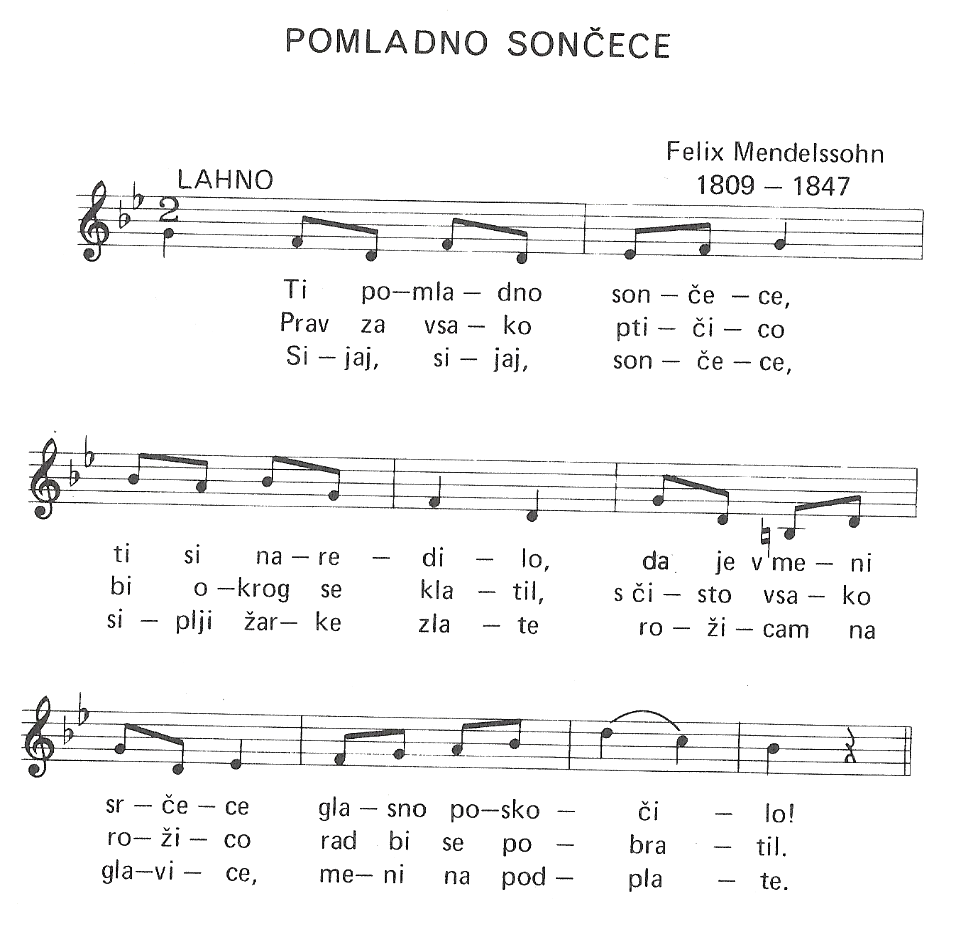 POMLADNO SONČECE
Felix Mendelssohn
1809 – 1847
LAHNO
2
Ti po–mla – dno son – če – ce,
Prav za vsa – ko pti – či – co
Si – jaj, si – jaj, son – če – ce,
ti si na – re – di – lo, da je v me – ni
bi o –krog se kla – til, s či – sto vsa – ko
si – plji žar– ke zla – te ro – ži – cam na
sr – če – ce gla – sno po–sko – či – lo!
ro– ži – co rad bi se po – bra – til.
gla–vi – ce, me– ni na pod – pla – te.